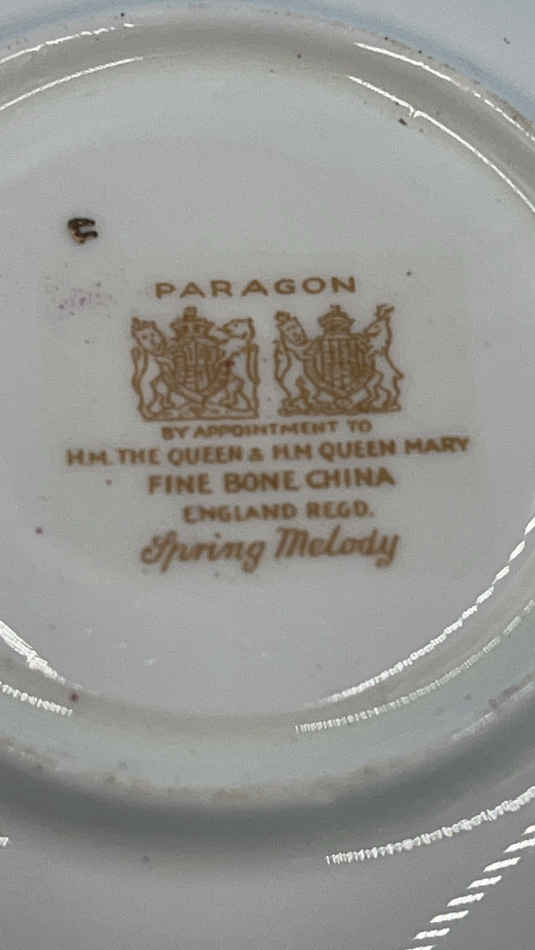 PARAGON
BY APPOINTMENT TO
H.M. THE QUEEN & H.M QUEEN MARY
FINE BONE CHINA
ENGLAND REGD.
Spring Melody